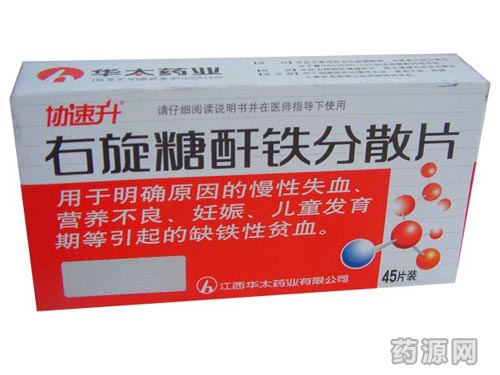 华太药业
协速升®
请仔细阅读说明书并在医师指导下使用
右旋糖酐铁分散片
用于明确原因的慢性失血、
营养不良、妊娠、儿童发育
期等引起的缺铁性贫血。
江西华太药业有限公司
45片装
药源网